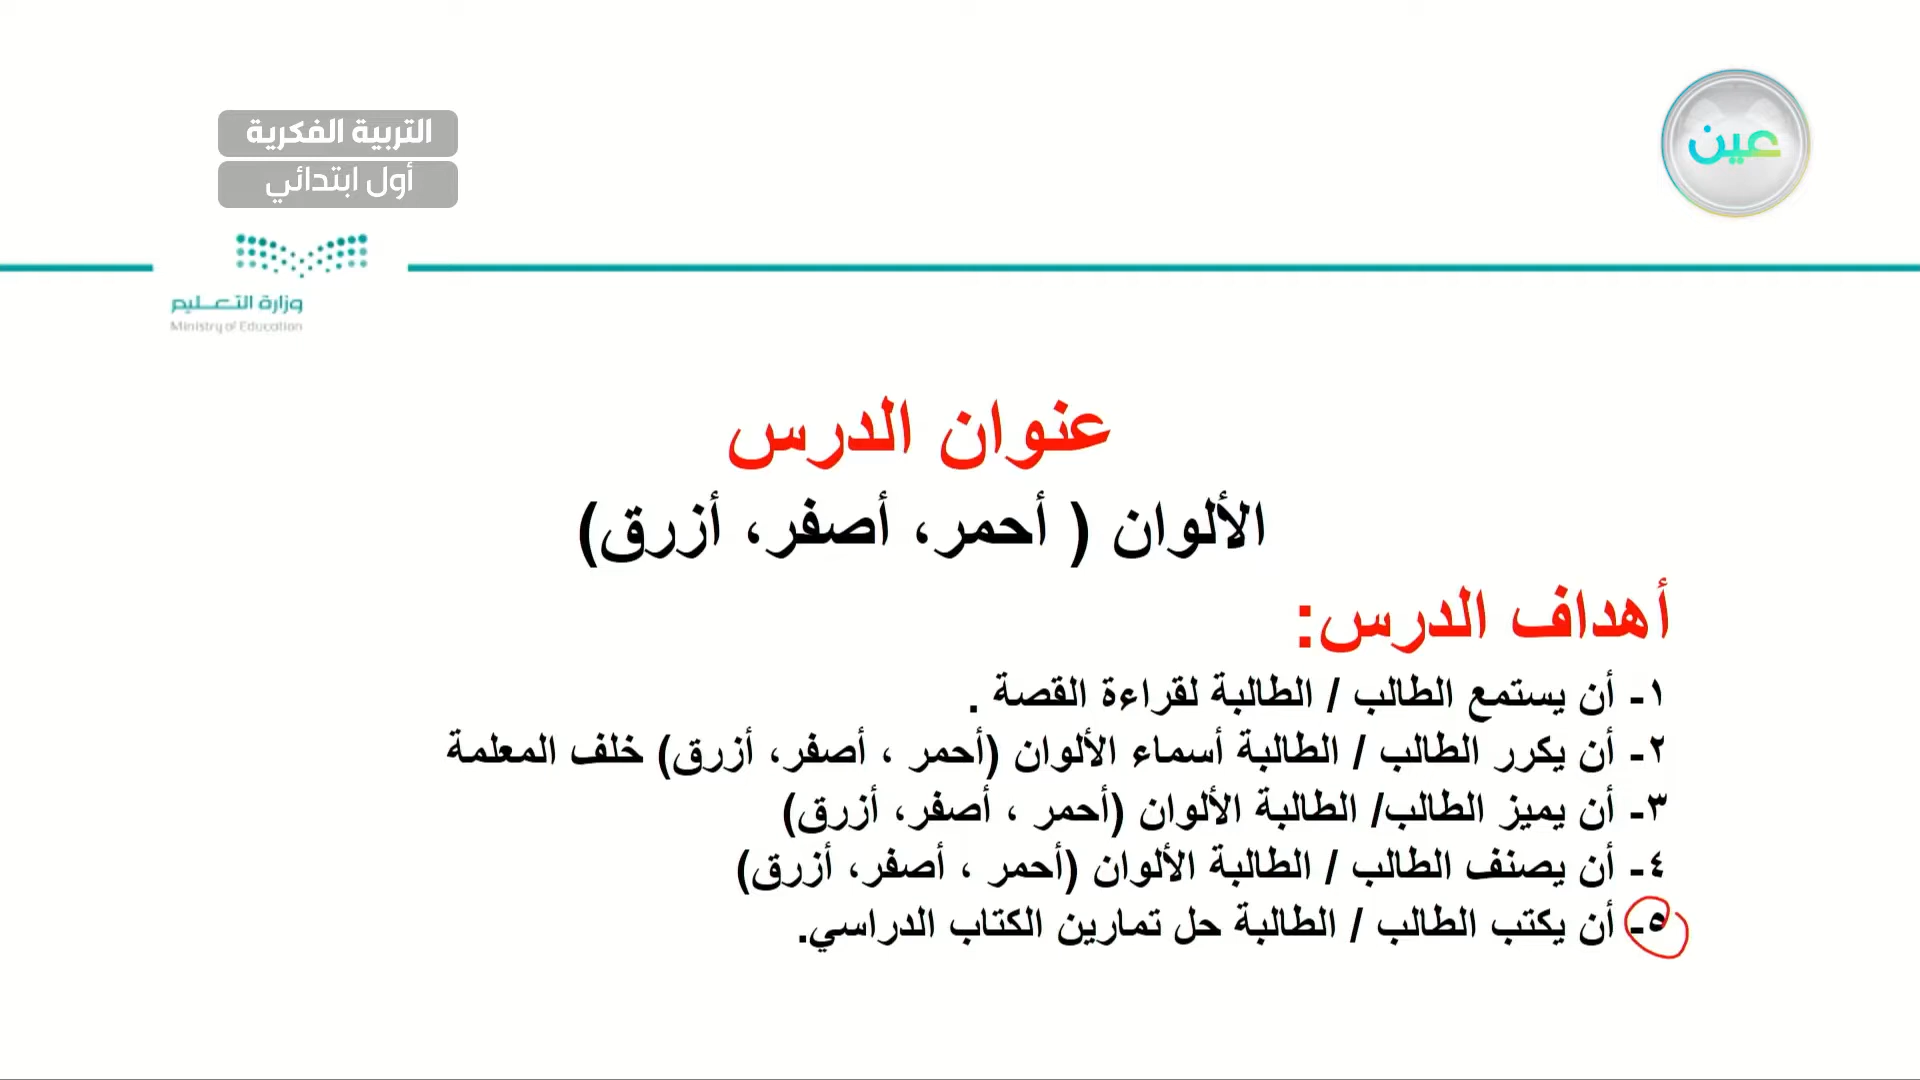 عين
التربية الفكرية
أول ابتدائي
وزارة التعليم
Ministry of Education
عنوان الدرس
الألوان ( أحمر، أصفر، أزرق)
أهداف الدرس:
١- أن يستمع الطالب / الطالبة لقراءة القصة .
٢- أن يكرر الطالب / الطالبة أسماء الألوان (أحمر ، أصفر، أزرق) خلف المعلمة
٣- أن يميز الطالب/ الطالبة الألوان (أحمر ، أصفر، أزرق)
٤- أن يصنف الطالب / الطالبة الألوان (أحمر ، أصفر، أزرق)
٥- أن يكتب الطالب / الطالبة حل تمارين الكتاب الدراسي.